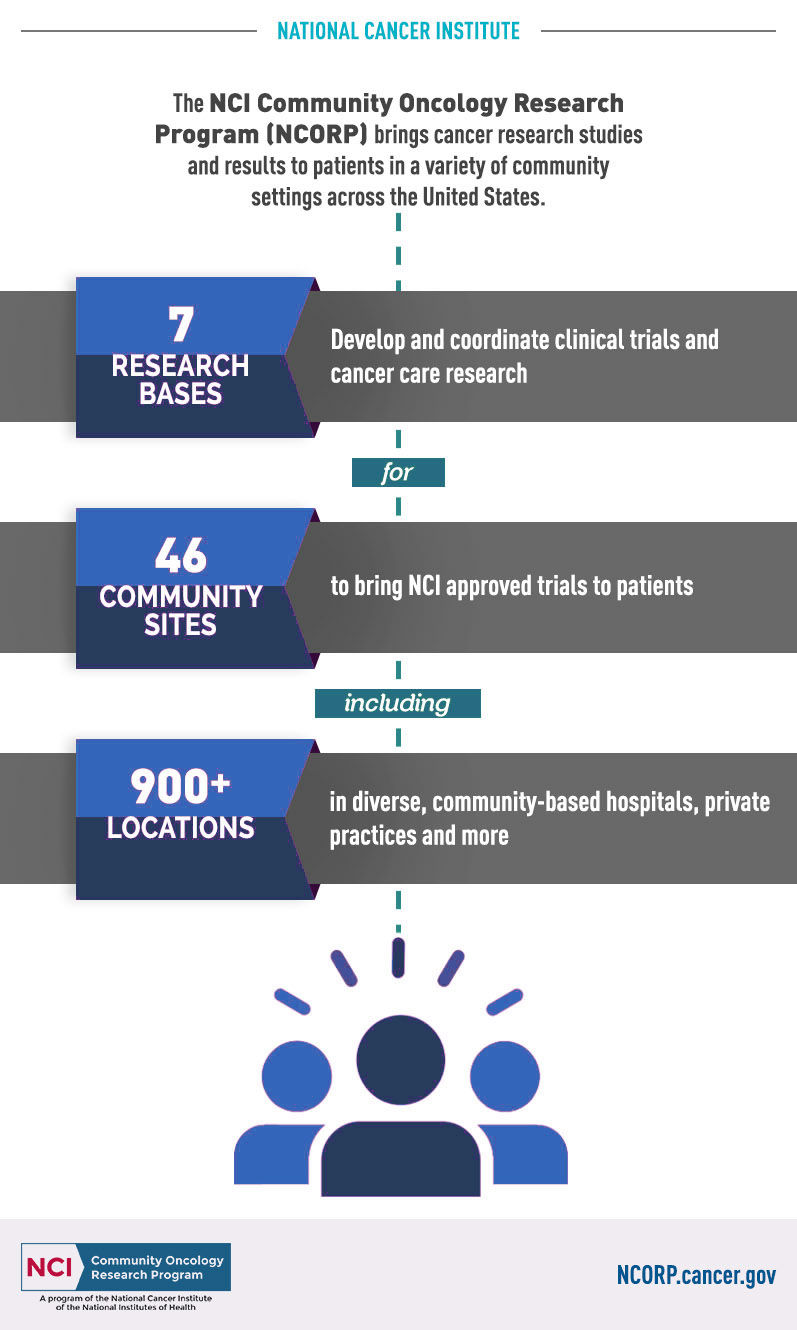 NATIONAL CANCER INSTITUTE
The NCI Community Oncology Research
Program (NCORP) brings cancer research studies
and results to patients in a variety of community
settings across the United States.
7
RESEARCH
BASES
Develop and coordinate clinical trials and
cancer care research
for
46
COMMUNITY
SITES
to bring NCI approved trials to patients
including
900+
LOCATIONS
in diverse, community-based hospitals, private
practices and more
NCI
Community Oncology
Research Program
A program of the National Cancer Institute
of the National Institutes of Health
NCORP.cancer.gov